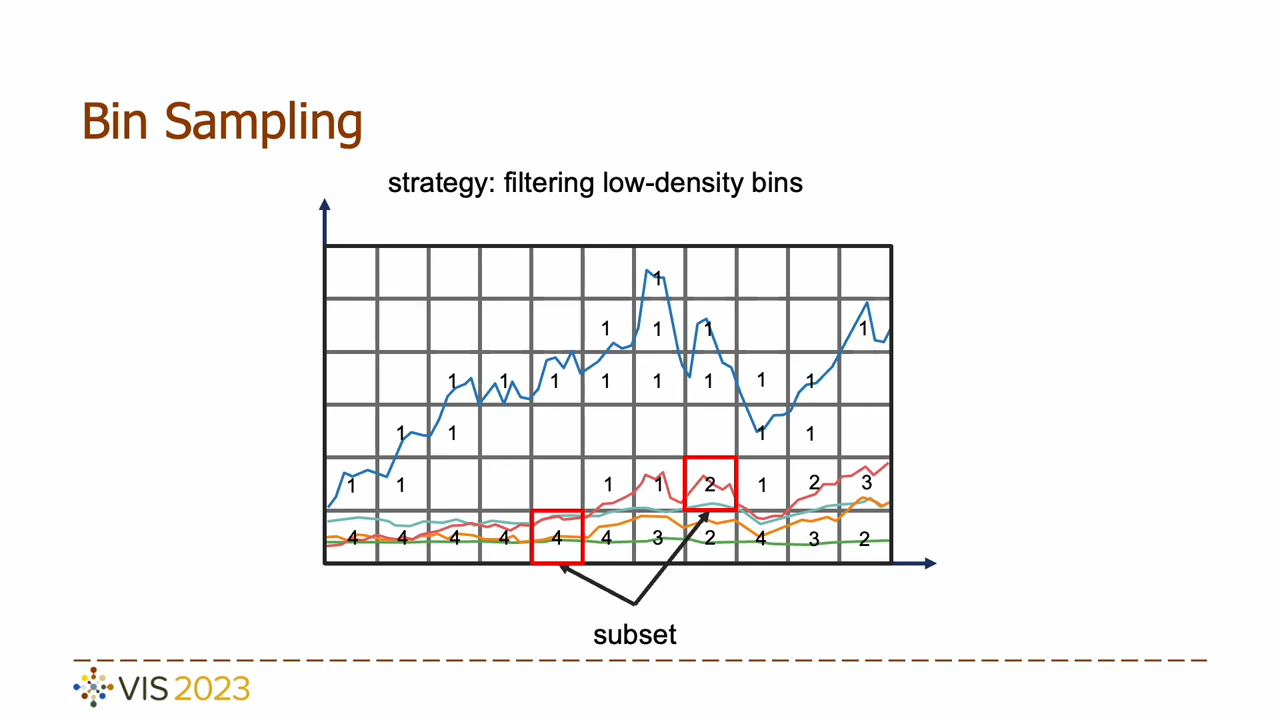 Bin Sampling
strategy: filtering low-density bins
1
1 1 1 1
1 1 1 1 1 1 1 1
1 1 1 1
1 1 1 1 2 1 2 3
4 4 4 4 4 4 3 2 4 3 2
subset
VIS 2023